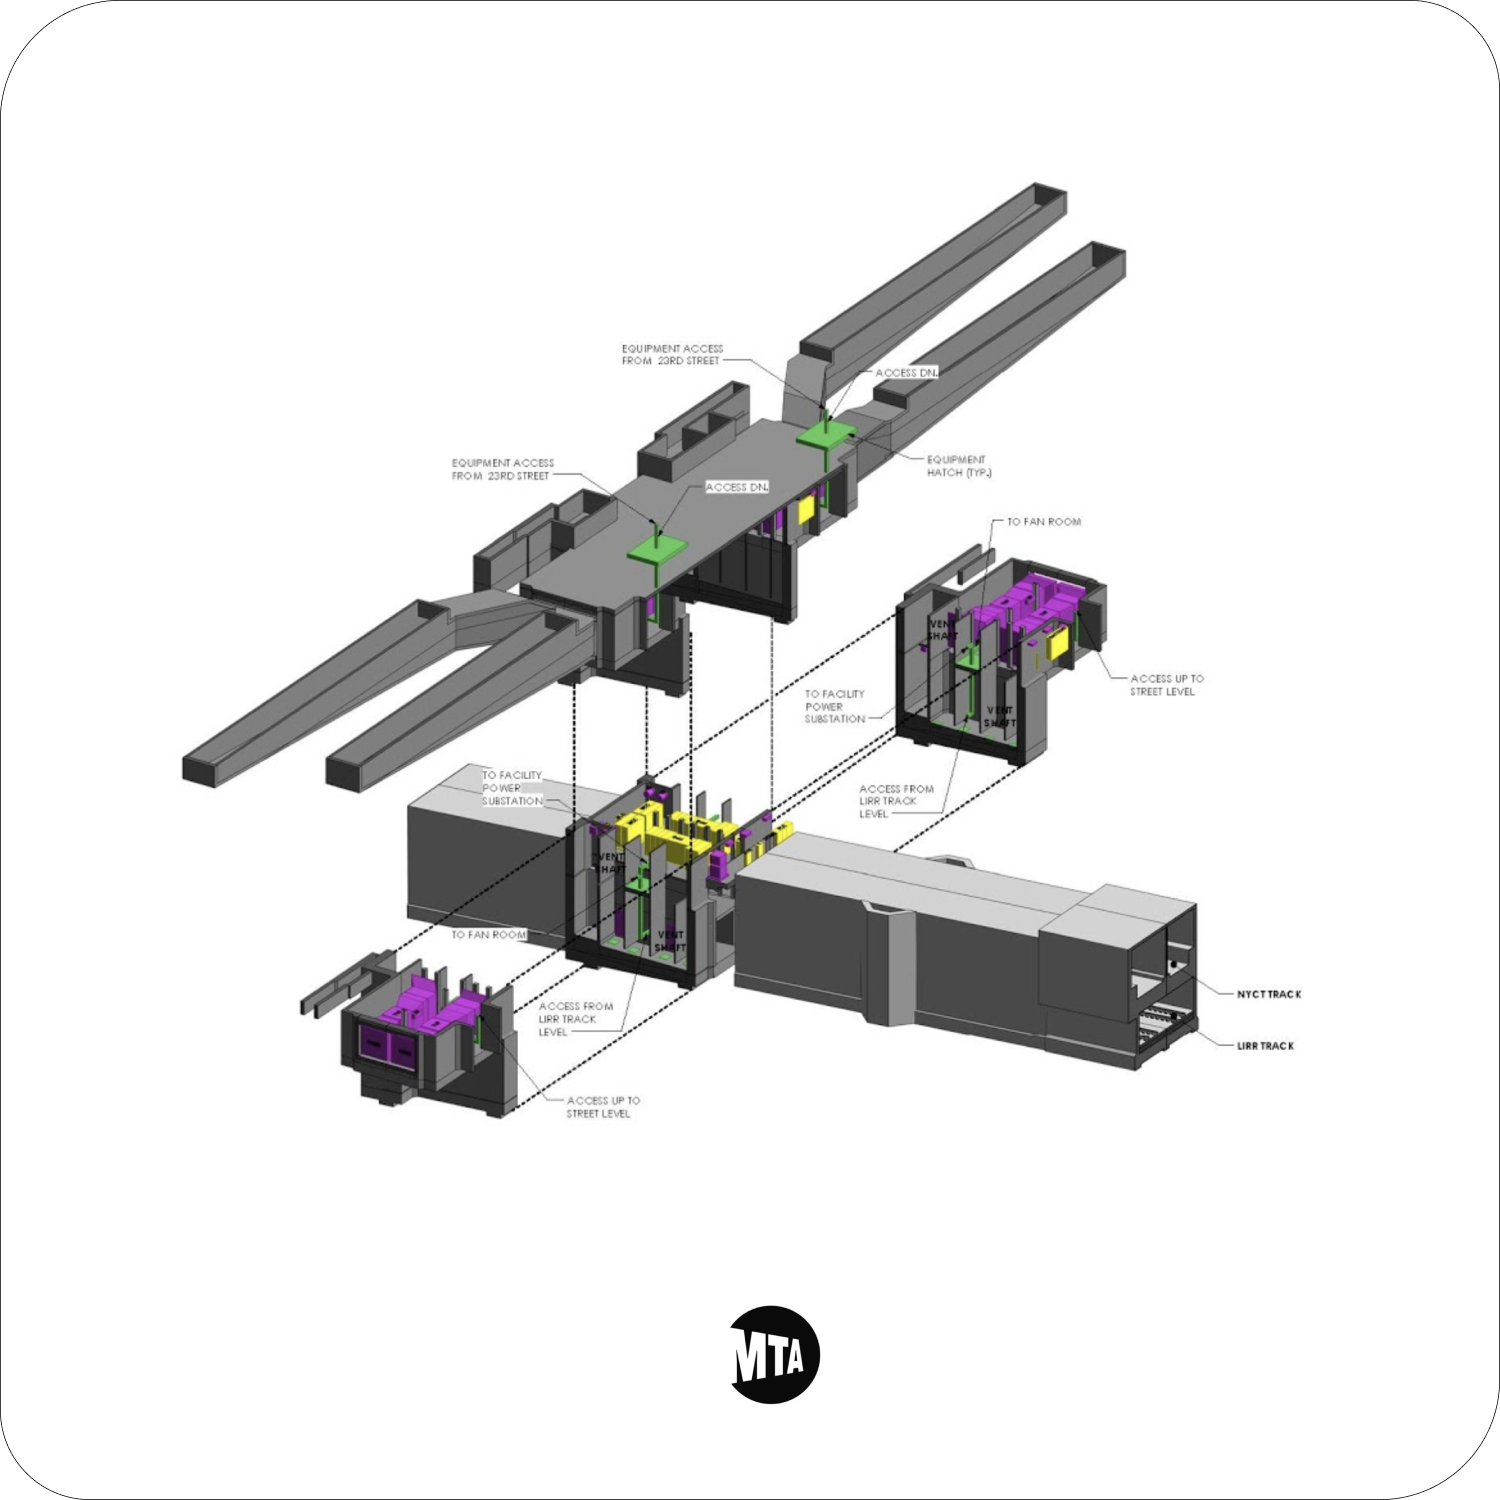 EQUIPMENT ACCESS
FROM 23RD STREET
ACCESS DN.
EQUIPMENT ACCESS
FROM 23RD STREET
ACCESS DN.
EQUIPMENT
HATCH (TYP.)
TO FAN ROOM
VENT
SHAFT
ACCESS UP TO
STREET LEVEL
TO FACILITY
POWER
SUBSTATION
VENT
SHAFT
TO FACILITY
POWER
SUBSTATION
ACCESS FROM
LIRR TRACK
LEVEL
VENT
SHAFT
TO FAN ROOM
VENT
SHAFT
ACCESS FROM
LIRR TRACK
LEVEL
NYCT TRACK
LIRR TRACK
ACCESS UP TO
STREET LEVEL
MTA